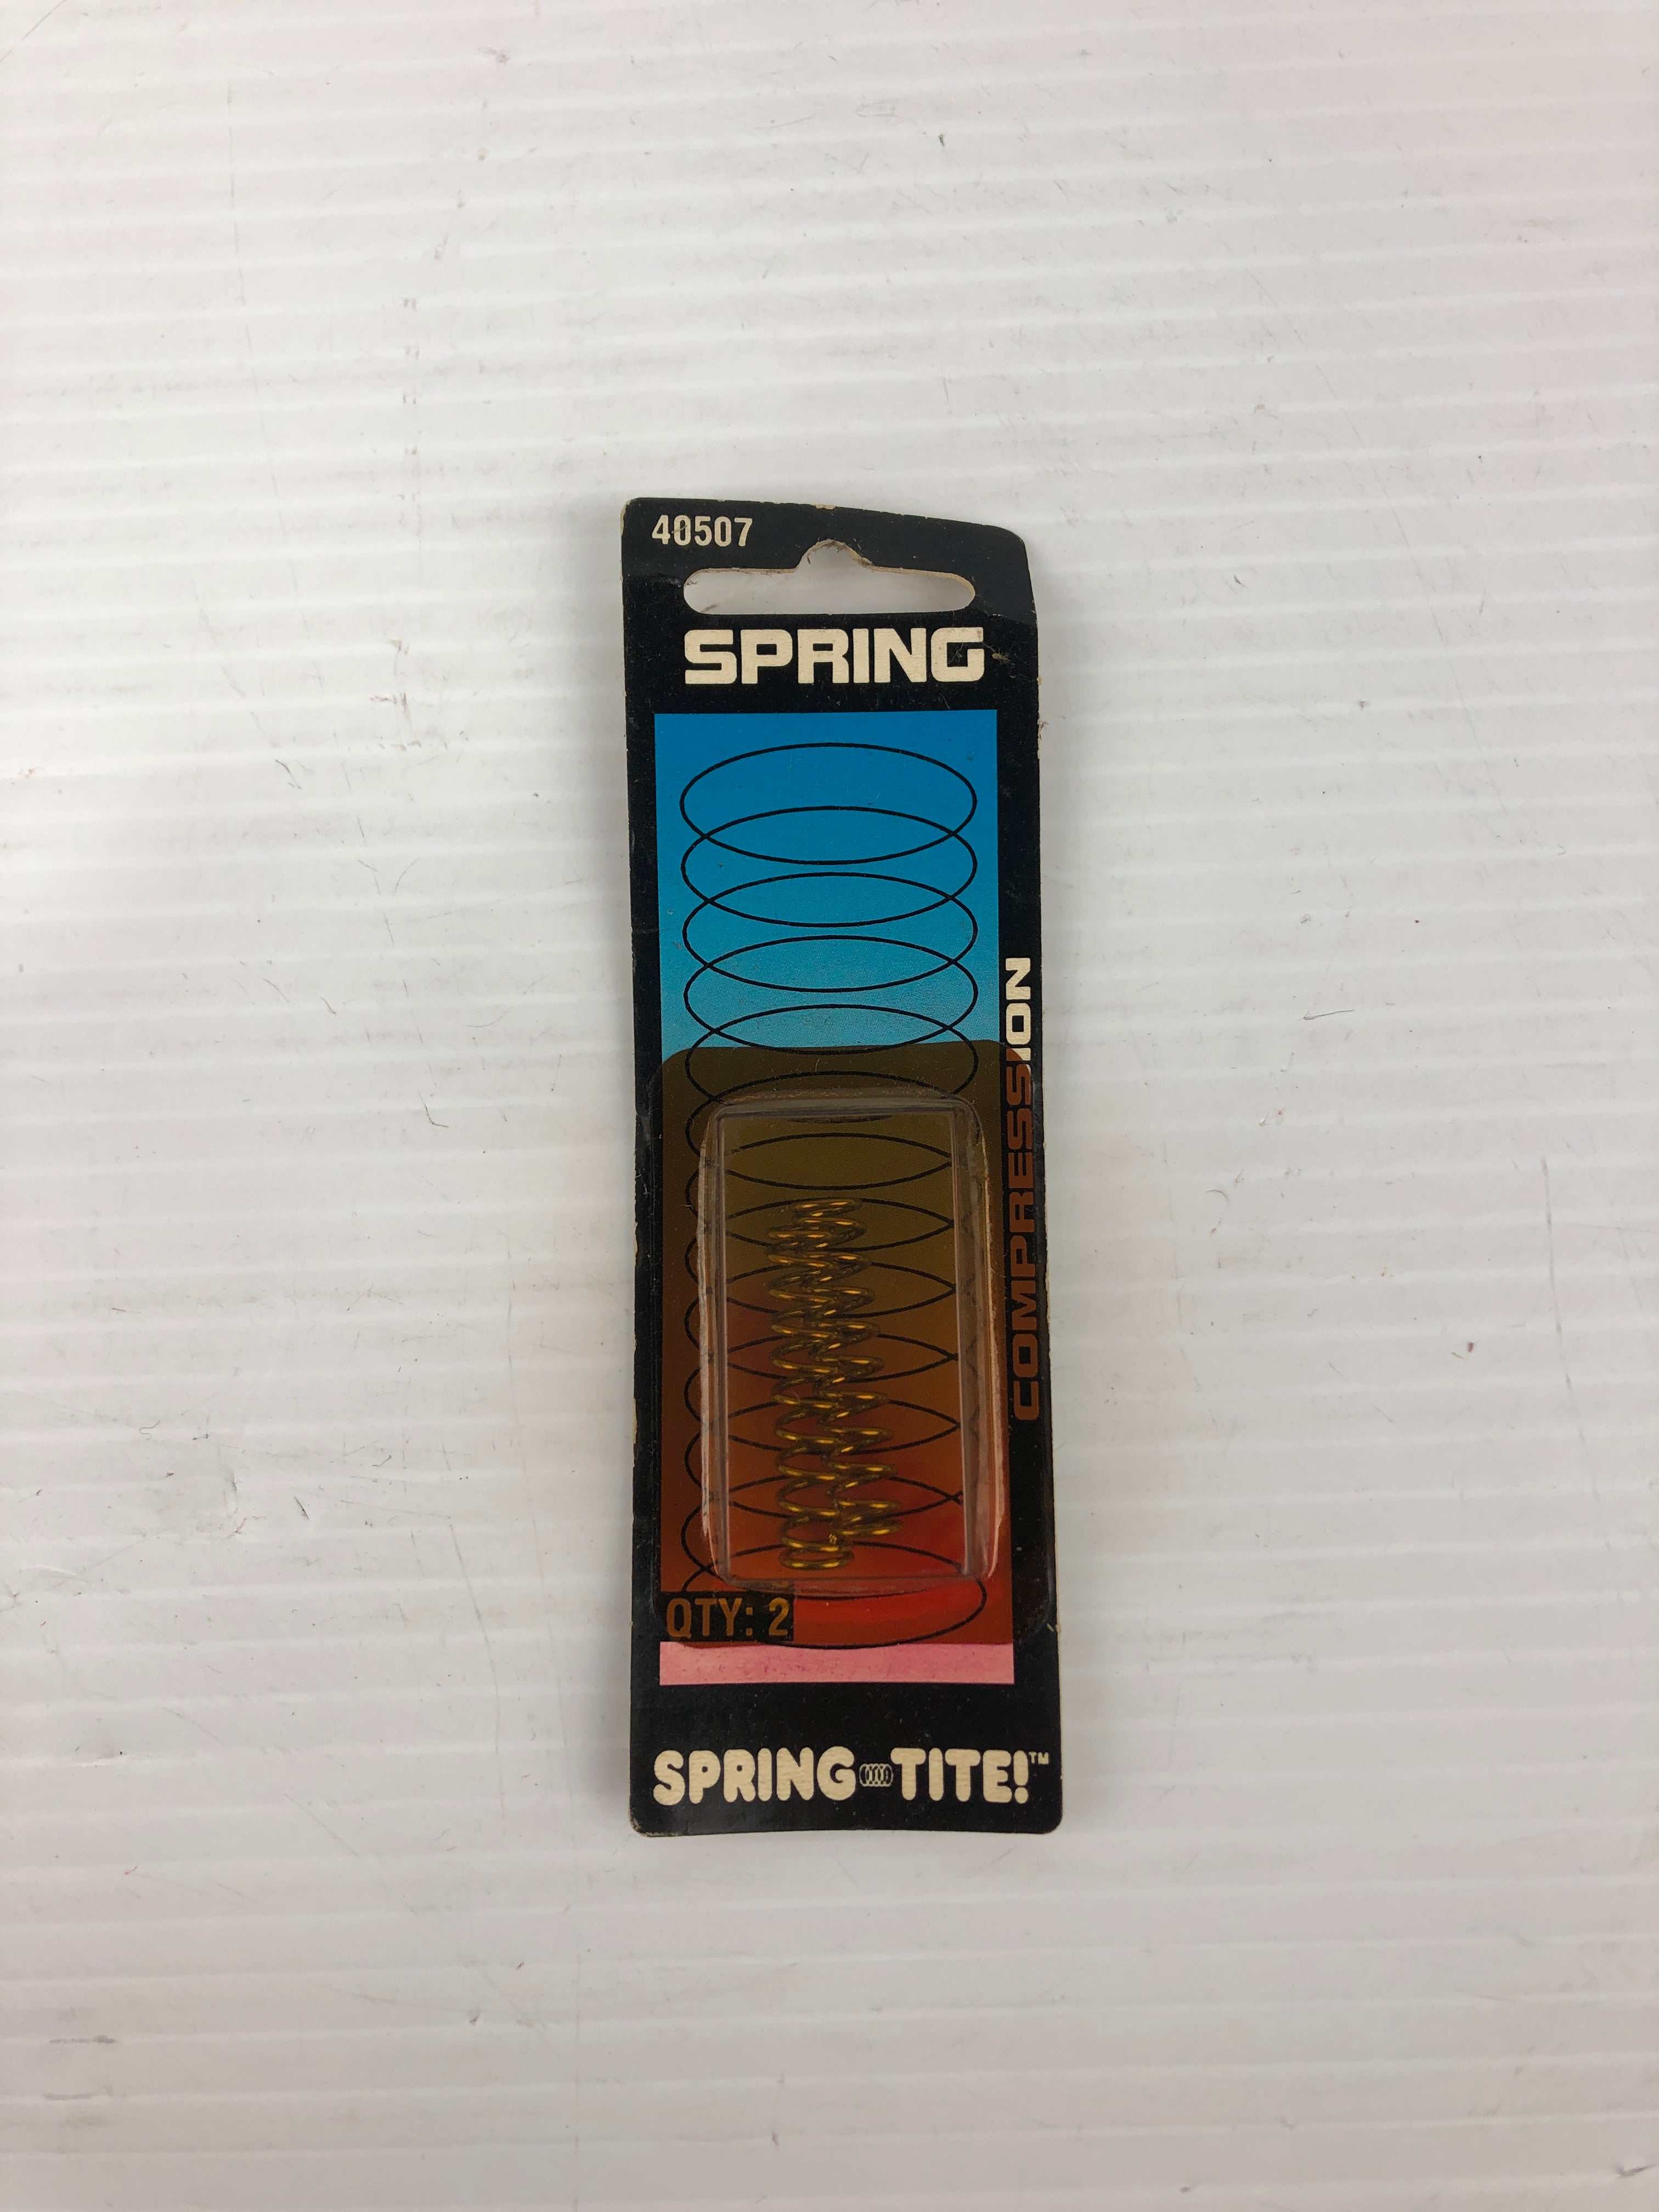 40507
SPRING
COMPRESSION
QTY: 2
SPRING TITE!™